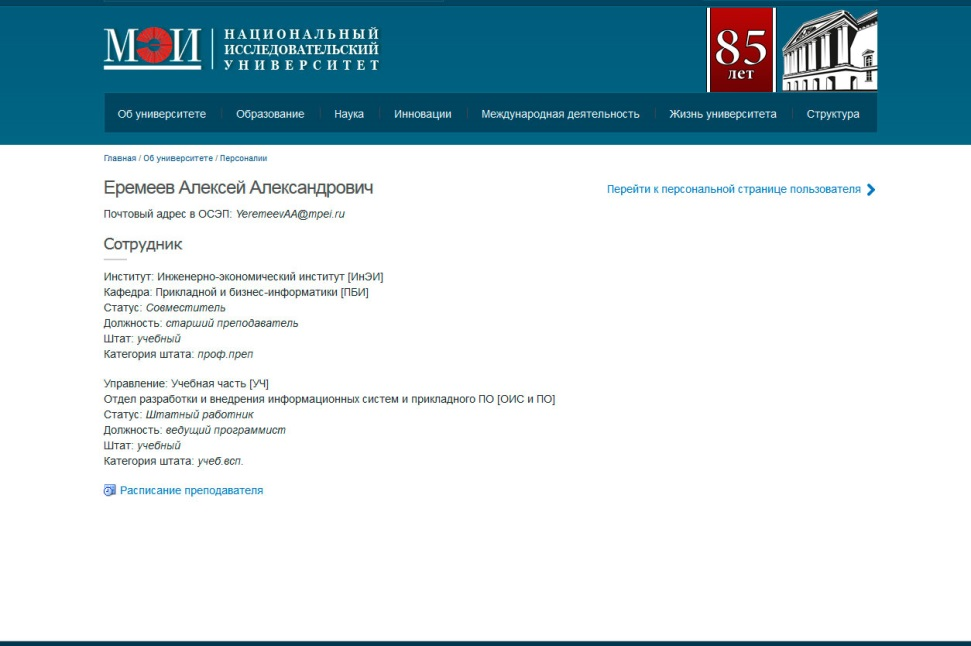 МЭИ
НАЦИОНАЛЬНЫЙ
ИССЛЕДОВАТЕЛЬСКИЙ
УНИВЕРСИТЕТ
85
лет
Об университете Образование Наука Инновации Международная деятельность Жизнь университета Структура
Главная / Об университете / Персоналии
Еремеев Алексей Александрович
Перейти к персональной странице пользователя
Почтовый адрес в ОСЭП: YeremeevAA@mpei.ru
Сотрудник
Институт: Инженерно-экономический институт [ИнЭИ]
Кафедра: Прикладной и бизнес-информатики [ПБИ]
Статус: Совместитель
Должность: старший преподаватель
Штат: учебный
Категория штата: проф.преп
Управление: Учебная часть [УЧ]
Отдел разработки и внедрения информационных систем и прикладного ПО [ОИС и ПО]
Статус: Штатный работник
Должность: ведущий программист
Штат: учебный
Категория штата: учеб.всп.
Расписание преподавателя